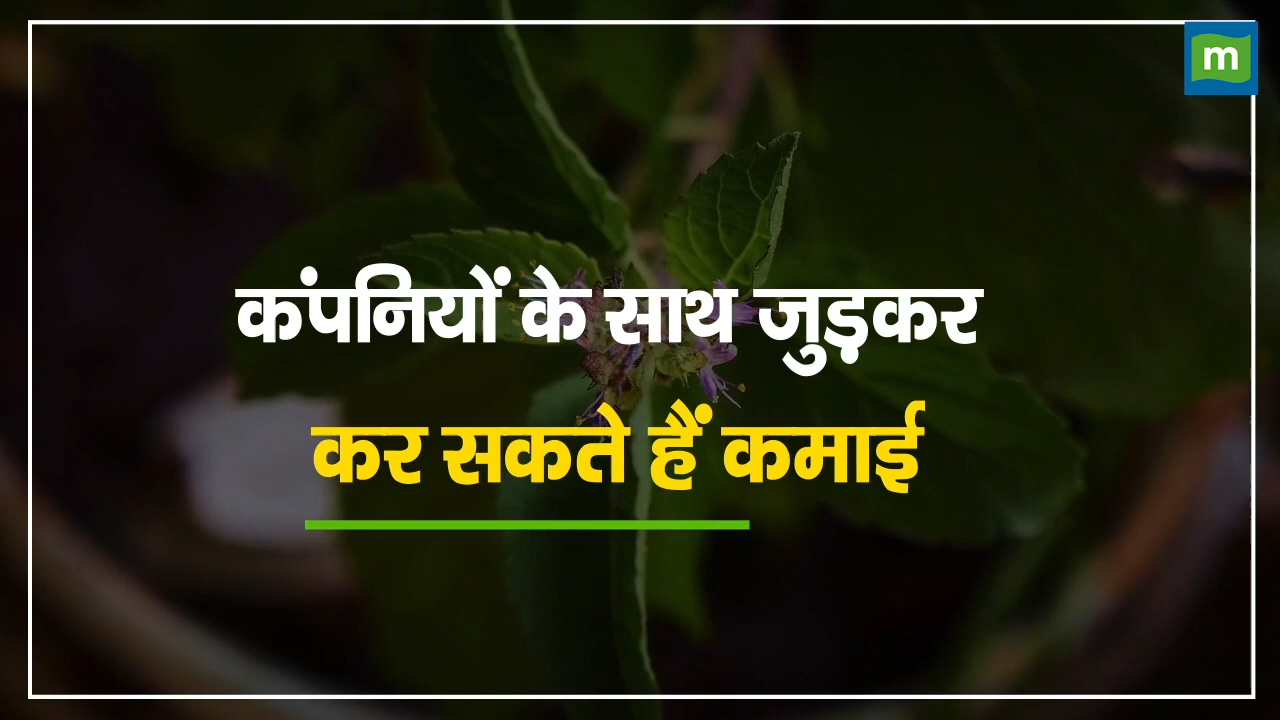 m
कंपनियों के साथ जुड़कर
कर सकते हैं कमाई